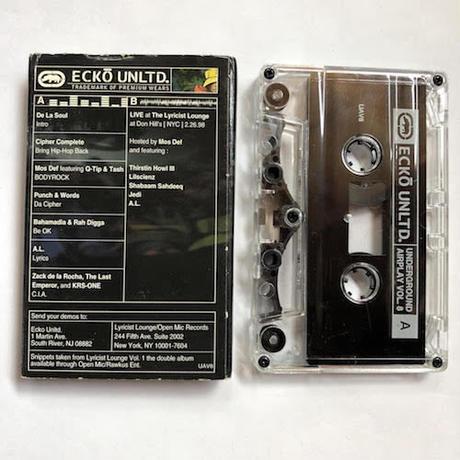 ECKŌ UNLTD.
TRADEMARK OF PREMIUM WEARS
A
B
De La Soul
Intro
Cipher Complete
Bring Hip-Hop Back
Mos Def featuring Q-Tip & Tash
BODYROCK
Punch & Words
Da Cipher
Bahamadia & Rah Digga
Be OK
A.L.
Lyrics
Zack de la Rocha, The Last
Emperor, and KRS-ONE
C.I.A.
LIVE at The Lyricist Lounge
at Don Hill's | NYC | 2.26.98
Hosted by Mos Def
and featuring :
Thirstin Howl III
Lilscienz
Shabaam Sahdeeq
Jedi
A.L.
Send your demos to:
Ecko Unltd.
1 Martin Ave.
South River, NJ 08882
Lyricist Lounge/Open Mic Records
244 Fifth Ave. Suite 2002
New York, NY 10001-7604
Snippets taken from Lyricist Lounge Vol. 1 the double album
available through Open Mic/Rawkus Ent.
UAV8
UAV8
ECKŌ UNLTD.
UNDERGROUND
AIRPLAY VOL. 8
A